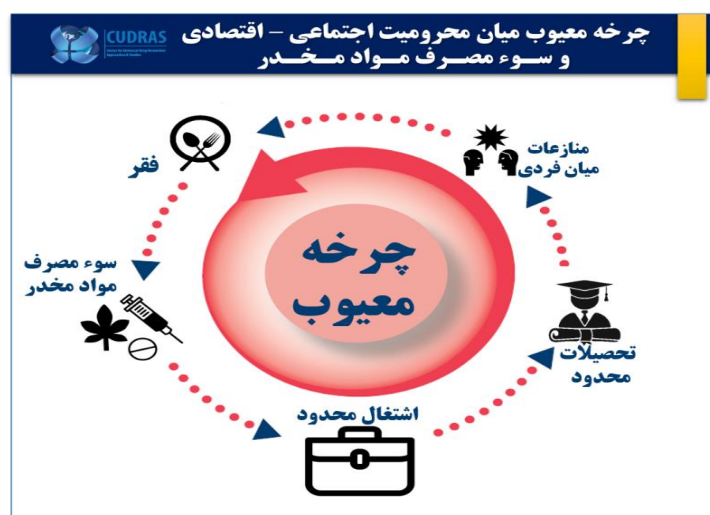 چرخه معیوب میان محرومیت اجتماعی – اقتصادی
و سوء مصرف مواد مخدر
CUDRAS
منازعات
میان فردی
فقر
چرخه
معیوب
سوء مصرف
مواد مخدر
تحصیلات
محدود
اشتغال محدود